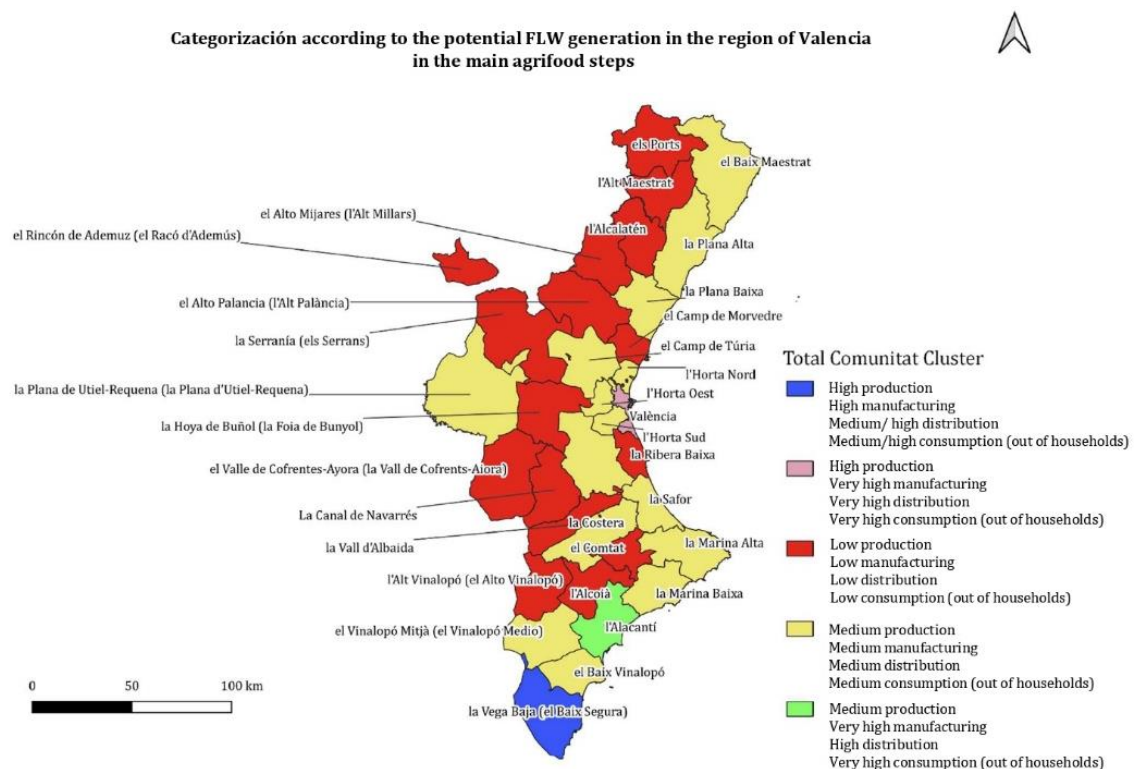 Categorización according to the potential FLW generation in the region of Valencia
in the main agrifood steps
els Ports
el Baix Maestrat
l'Alt Maestrat
el Alto Mijares (l'Alt Millars)
l'Alcalatén
el Rincón de Ademuz (el Racó d'Ademús)
la Plana Alta
la Plana Baixa
el Alto Palancia (l'Alt Palància)
el Camp de Morvedre
la Serranía (els Serrans)
el Camp de Túria
l'Horta Nord
la Plana de Utiel-Requena (la Plana d'Utiel-Requena)
l'Horta Oest
València
la Hoya de Buñol (la Foia de Bunyol)
l'Horta Sud
la Ribera Baixa
el Valle de Cofrentes-Ayora (la Vall de Cofrents-Aiora)
la Safor
La Canal de Navarrés
la Costera
la Vall d'Albaida
el Comtat
la Marina Alta
l'Alt Vinalopó (el Alto Vinalopó)
l'Alcoià
la Marina Baixa
l'Alacantí
el Vinalopó Mitjà (el Vinalopó Medio)
el Baix Vinalopó
la Vega Baja (el Baix Segura)
0 50 100 km
Total Comunitat Cluster
High production
High manufacturing
Medium/ high distribution
Medium/high consumption (out of households)
High production
Very high manufacturing
Very high distribution
Very high consumption (out of households)
Low production
Low manufacturing
Low distribution
Low consumption (out of households)
Medium production
Medium manufacturing
Medium distribution
Medium consumption (out of households)
Medium production
Very high manufacturing
High distribution
Very high consumption (out of households)